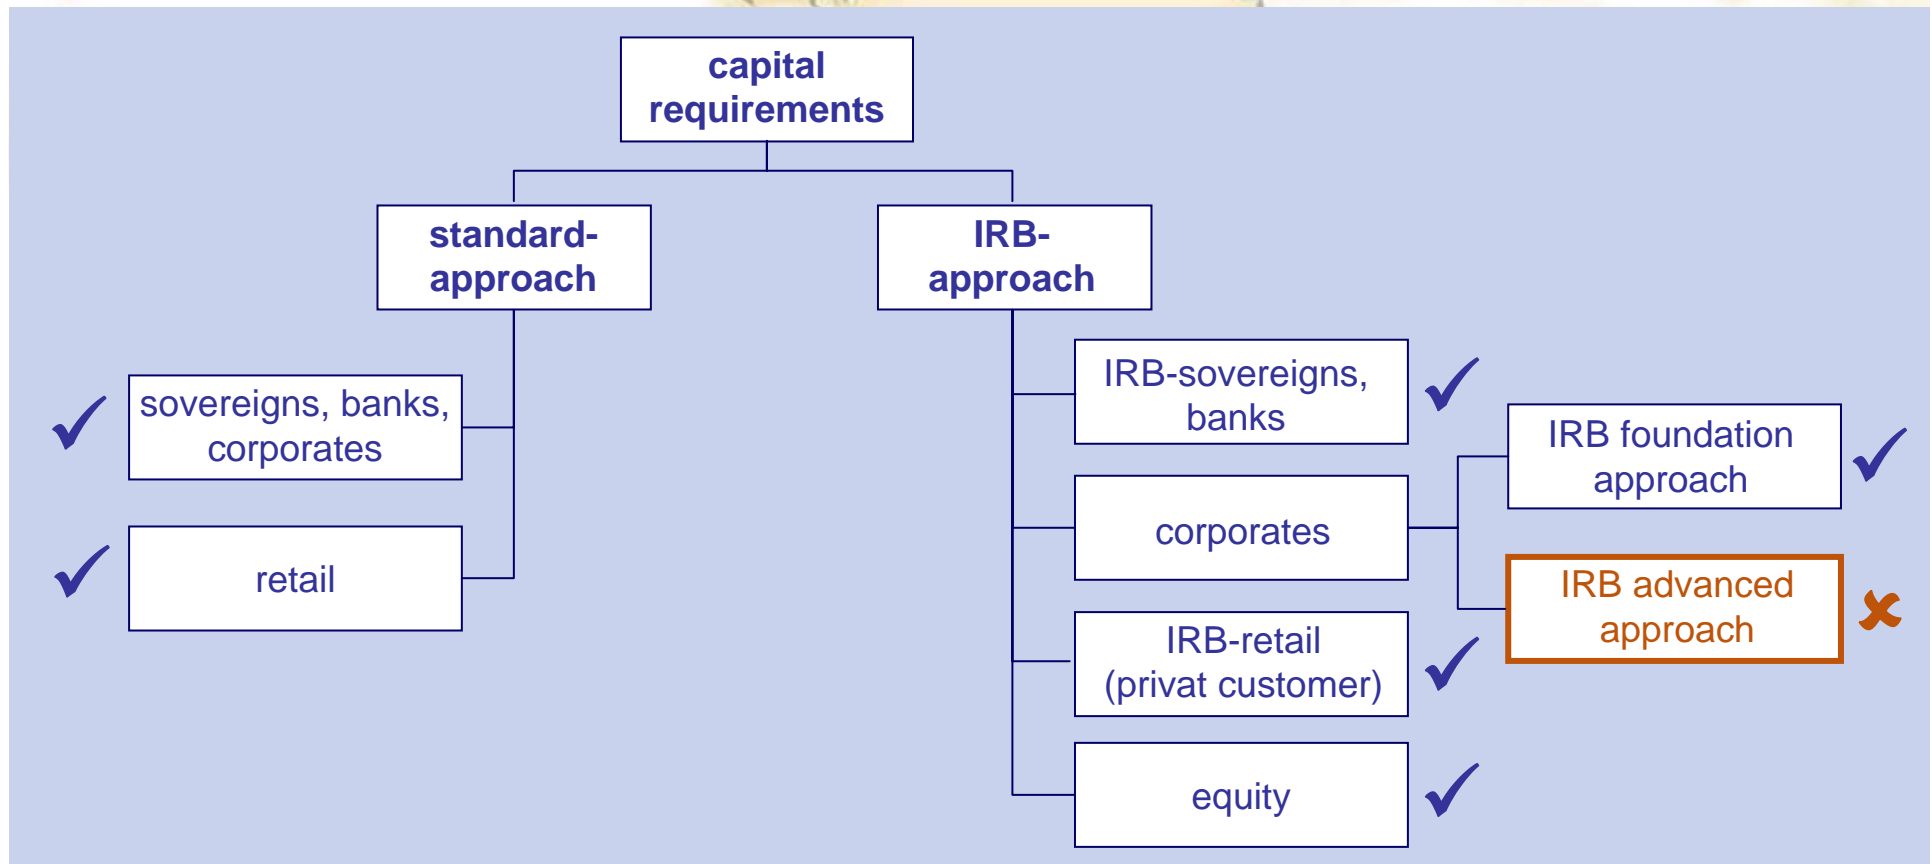 capital
requirements
standard-
approach
IRB-
approach
sovereigns, banks,
corporates
retail
IRB-sovereigns,
banks
corporates
IRB-retail
(privat customer)
equity
IRB foundation
approach
IRB advanced
approach